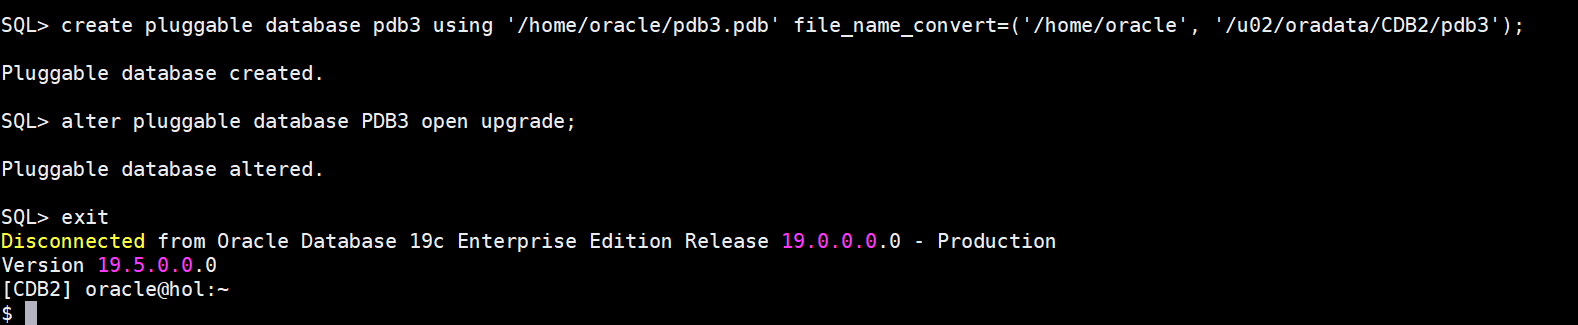 SQL> create pluggable database pdb3 using '/home/oracle/pdb3.pdb' file_name_convert=('/home/oracle', '/u02/oradata/CDB2/pdb3');
Pluggable database created.
SQL> alter pluggable database PDB3 open upgrade;
Pluggable database altered.
SQL> exit
Disconnected from Oracle Database 19c Enterprise Edition Release 19.0.0.0.0 - Production
Version 19.5.0.0.0
[CDB2] oracle@hol:~
$